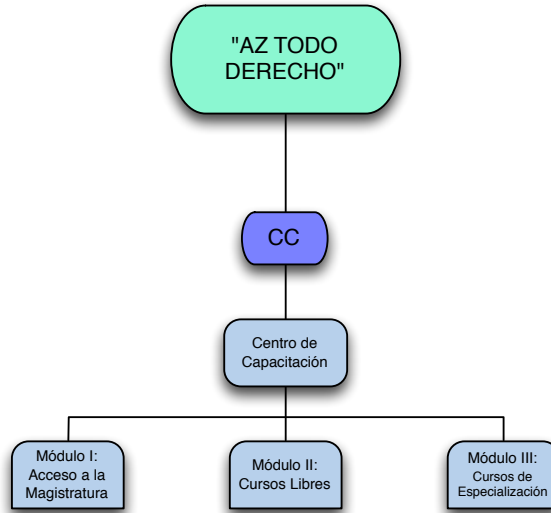 "AZ TODO
DERECHO"
CC
Centro de
Capacitación
Módulo I:
Acceso a la
Magistratura
Módulo II:
Cursos Libres
Módulo III:
Cursos de
Especialización